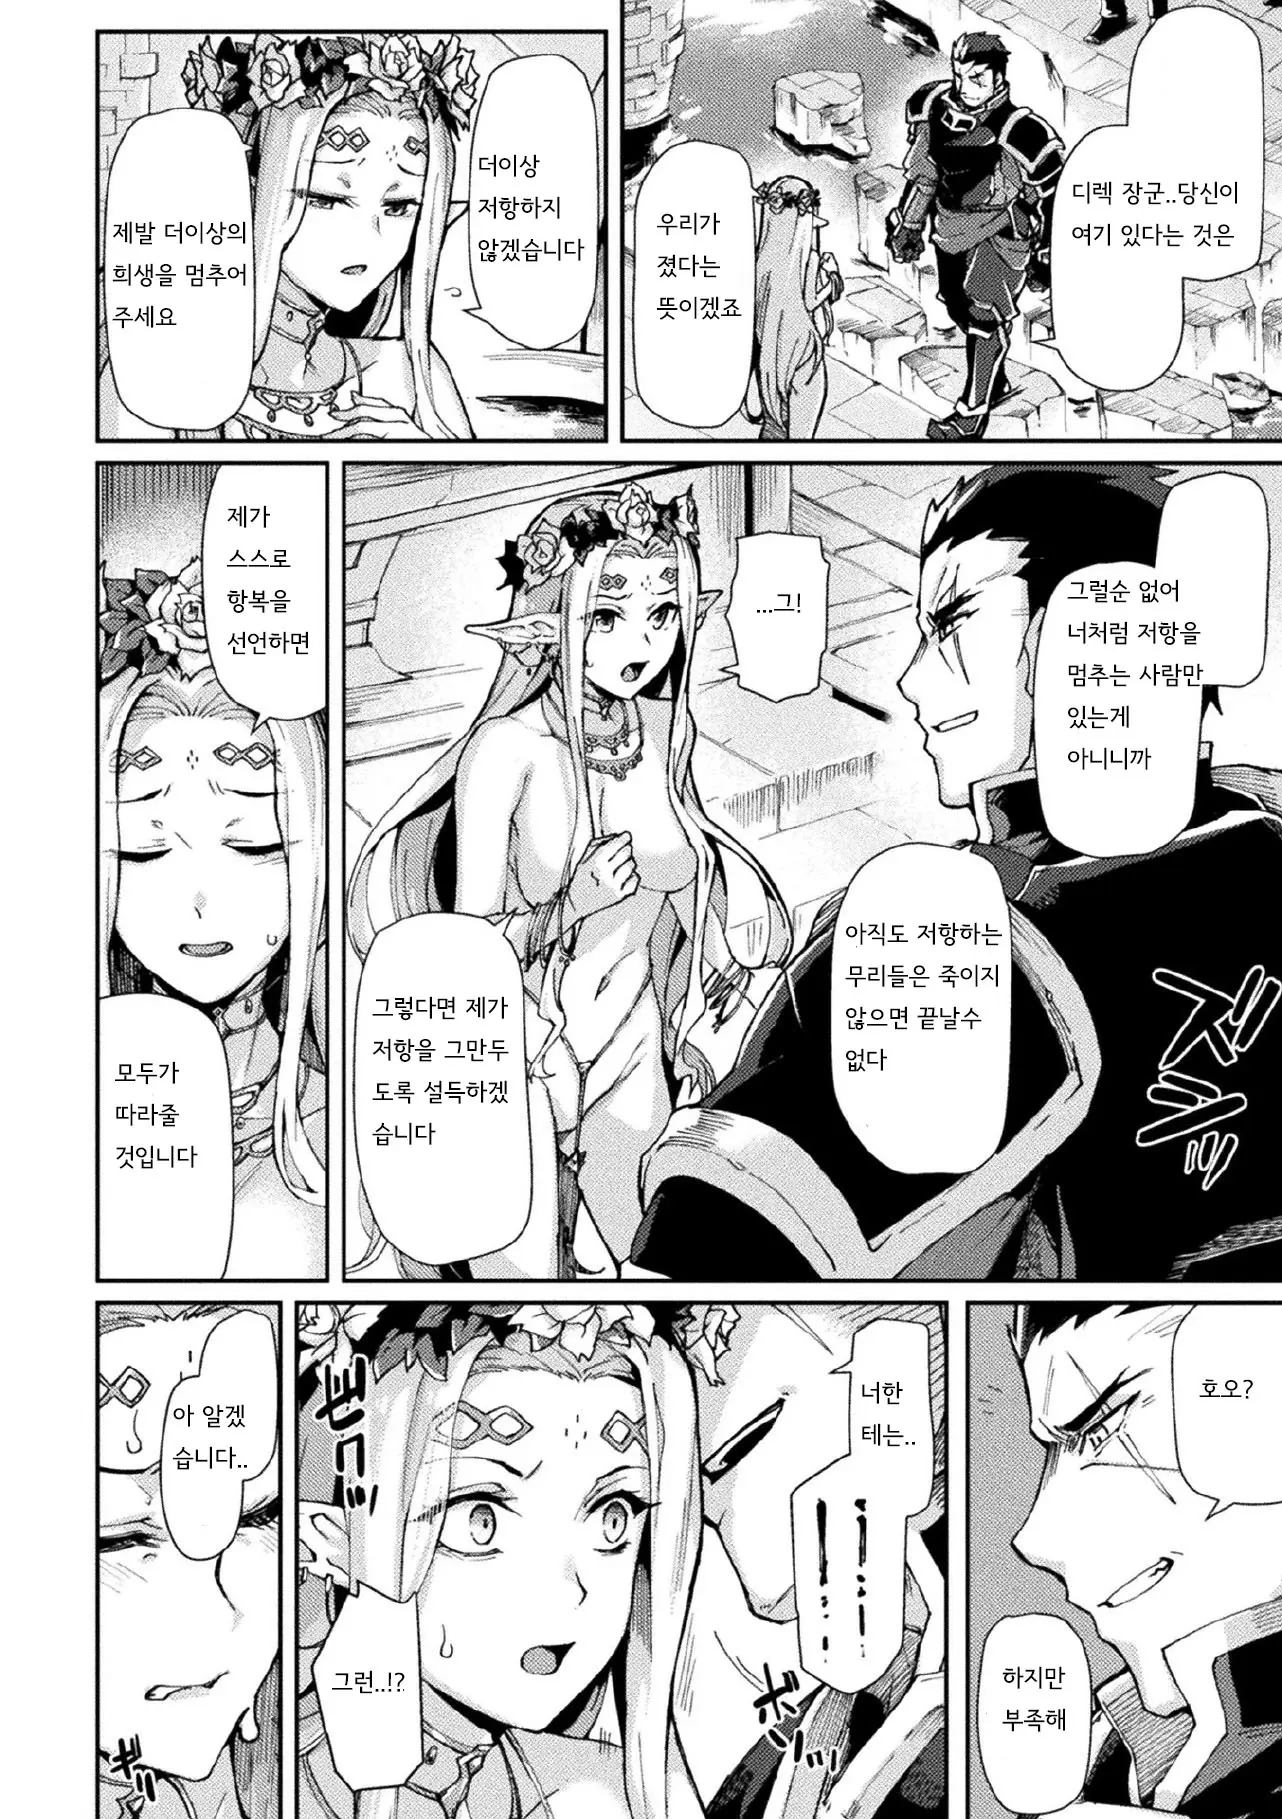 디렉 장군..당신이
여기 있다는 것은
우리가
졌다는
뜻이겠죠
더이상
저항하지
않겠습니다
제발 더이상의
희생을 멈추어
주세요
그럴순 없어
너처럼 저항을
멈추는 사람만
있는게
아니니까
...그!
아직도 저항하는
무리들은 죽이지
않으면 끝날수
없다
그렇다면 제가
저항을 그만두
도록 설득하겠
습니다
ズイッ
제가
스스로
항복을
선언하면
모두가
따라줄
것입니다
호오?
하지만
부족해
너한
테는..
그런..!?
아 알겠
습니다..